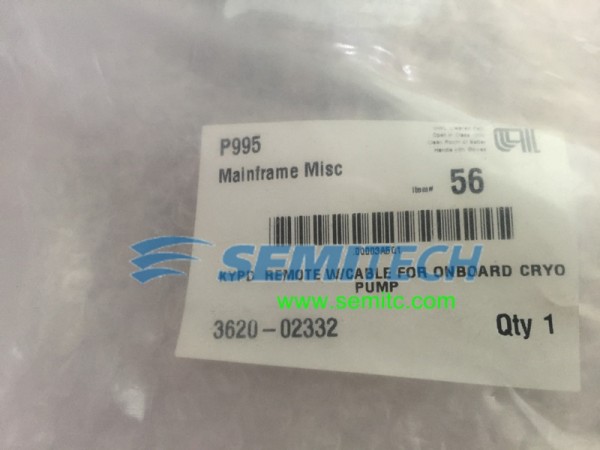 P995
Mainframe Misc
Item# 56
SEMITECH
KYPD REMOTE W/CABLE FOR ONBOARD CRYO
PUMP
www.semitc.com
3620-02332
Qty 1